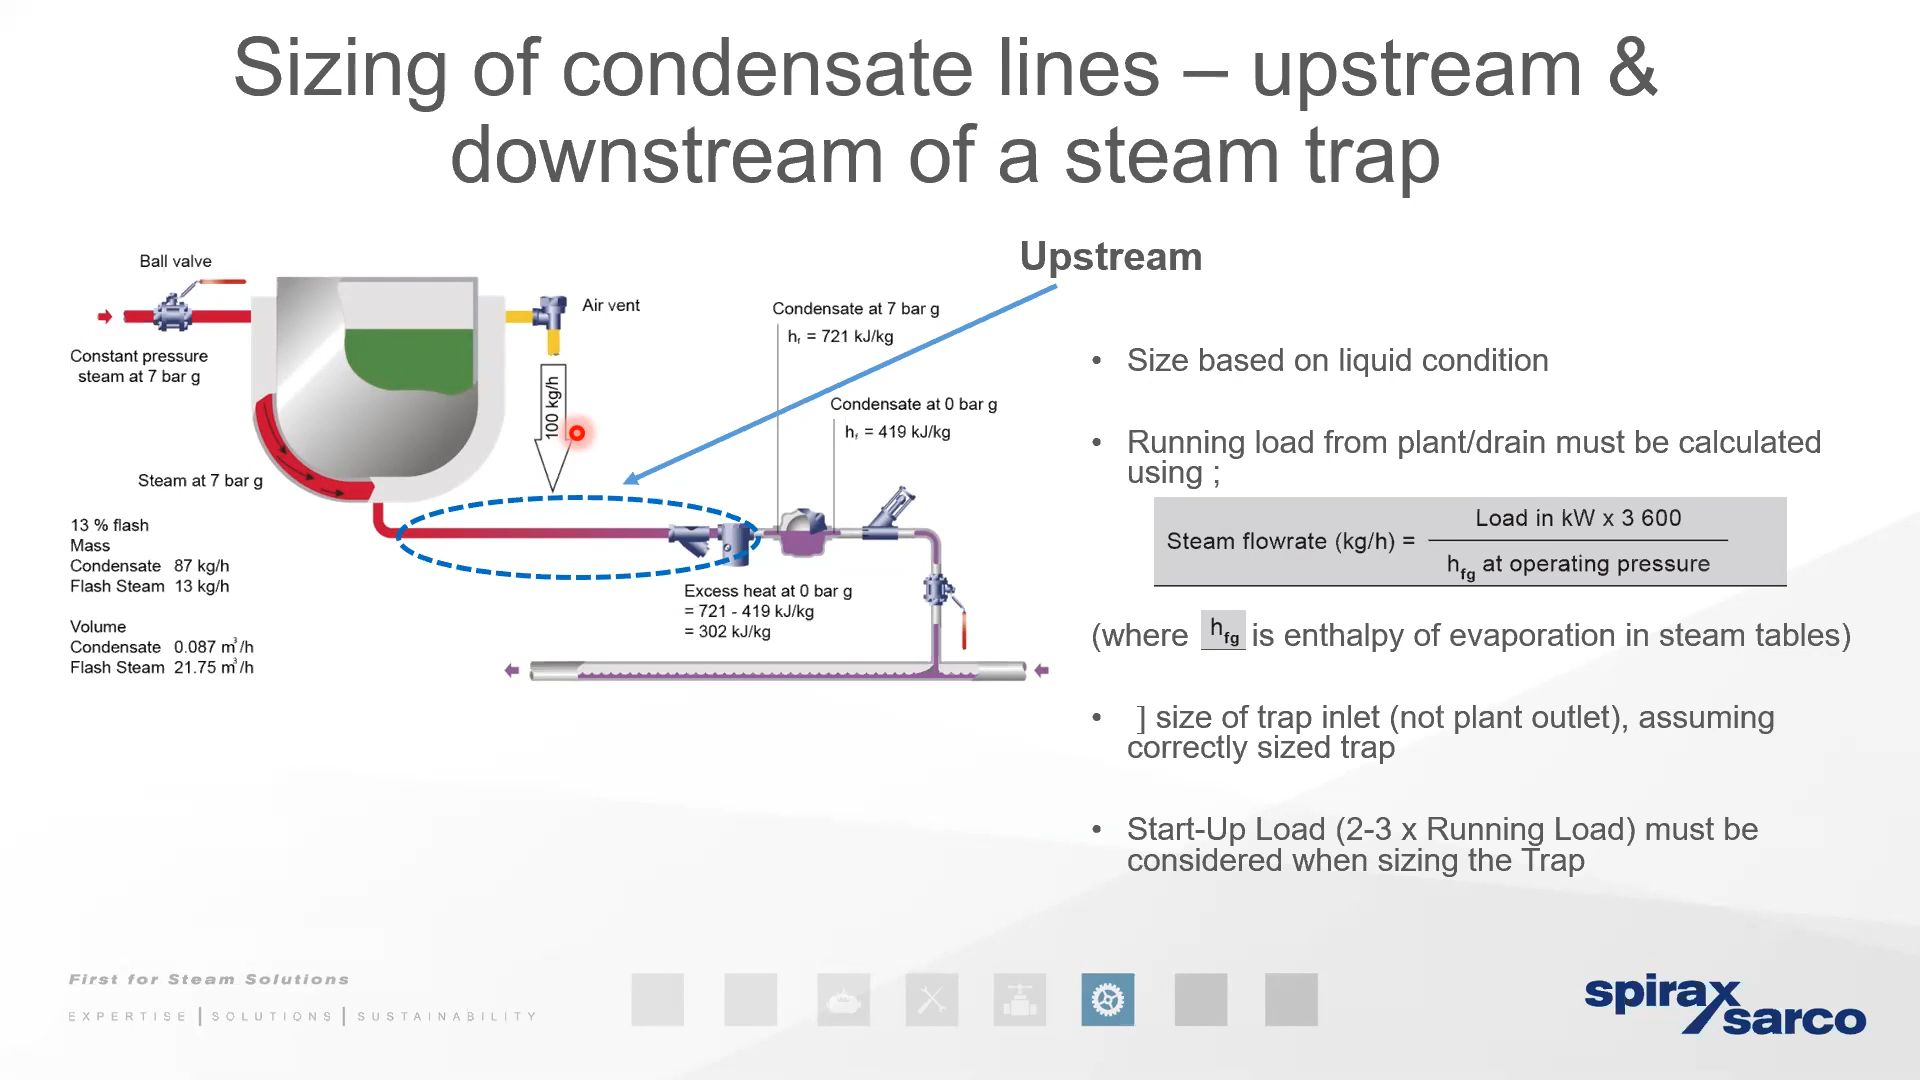 Sizing of condensate lines – upstream &
downstream of a steam trap
Ball valve
Constant pressure
steam at 7 bar g
Air vent
100 kg/h
Steam at 7 bar g
13 % flash
Mass
Condensate 87 kg/h
Flash Steam 13 kg/h
Volume
Condensate 0.087 m³/h
Flash Steam 21.75 m³/h
Condensate at 7 bar g
hf = 721 kJ/kg
Condensate at 0 bar g
hf = 419 kJ/kg
Excess heat at 0 bar g
= 721 - 419 kJ/kg
= 302 kJ/kg
Upstream
• Size based on liquid condition
• Running load from plant/drain must be calculated
using ;
Steam flowrate (kg/h) =
Load in kW x 3 600
hfg at operating pressure
(where hfg is enthalpy of evaporation in steam tables)
• ] size of trap inlet (not plant outlet), assuming
correctly sized trap
• Start-Up Load (2-3 x Running Load) must be
considered when sizing the Trap
First for Steam Solutions
EXPERTISE | SOLUTIONS | SUSTAINABILITY
spirax
sarco